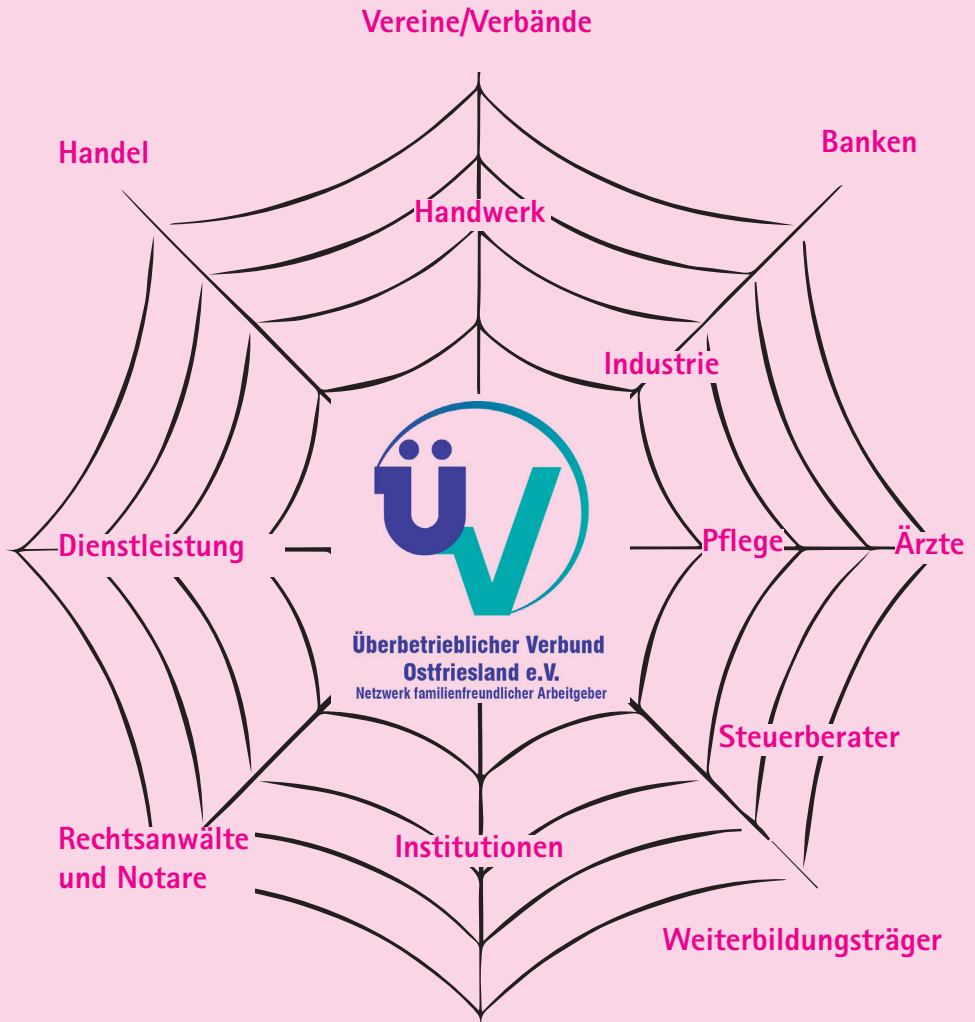 Vereine/Verbände
Handel
Banken
Handwerk
Industrie
Dienstleistung
Pflege
Ärzte
ÜV
Überbetrieblicher Verbund
Ostfriesland e.V.
Netzwerk familienfreundlicher Arbeitgeber
Steuerberater
Rechtsanwälte
und Notare
Institutionen
Weiterbildungsträger